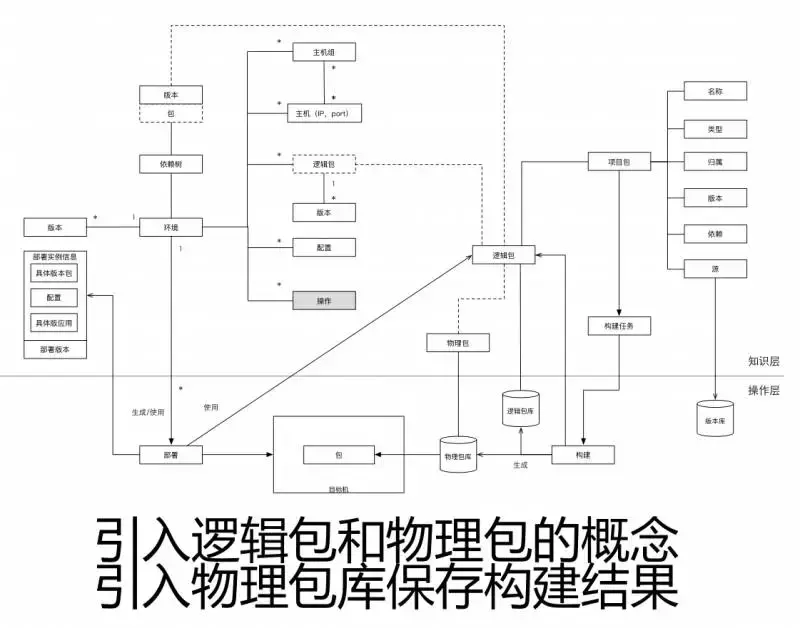 *
主机组
*
*
版本
包
*
主机（IP，port）
名称
类型
依赖树
*
逻辑包
项目包
归属
1
*
版本
版本
版本
*
1
环境
依赖
1
*
配置
逻辑包
部署实例信息
具体版本包
源
配置
*
操作
具体版应用
构建任务
物理包
部署版本
知识层
*
操作层
生成/使用
使用
逻辑包库
版本库
部署
包
物理包库
生成
构建
目标机
引入逻辑包和物理包的概念
引入物理包库保存构建结果